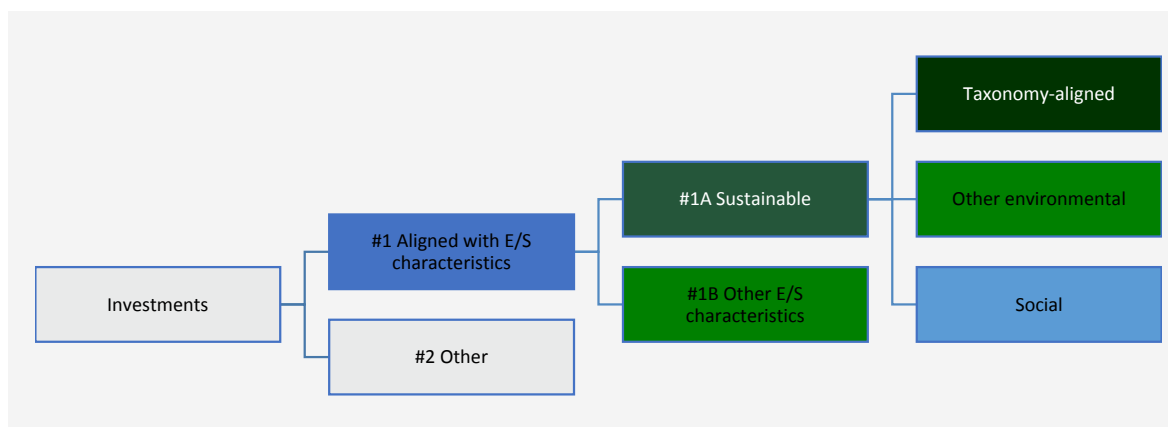 Investments
#1 Aligned with E/S
characteristics
#2 Other
#1A Sustainable
#1B Other E/S
characteristics
Taxonomy-aligned
Other environmental
Social